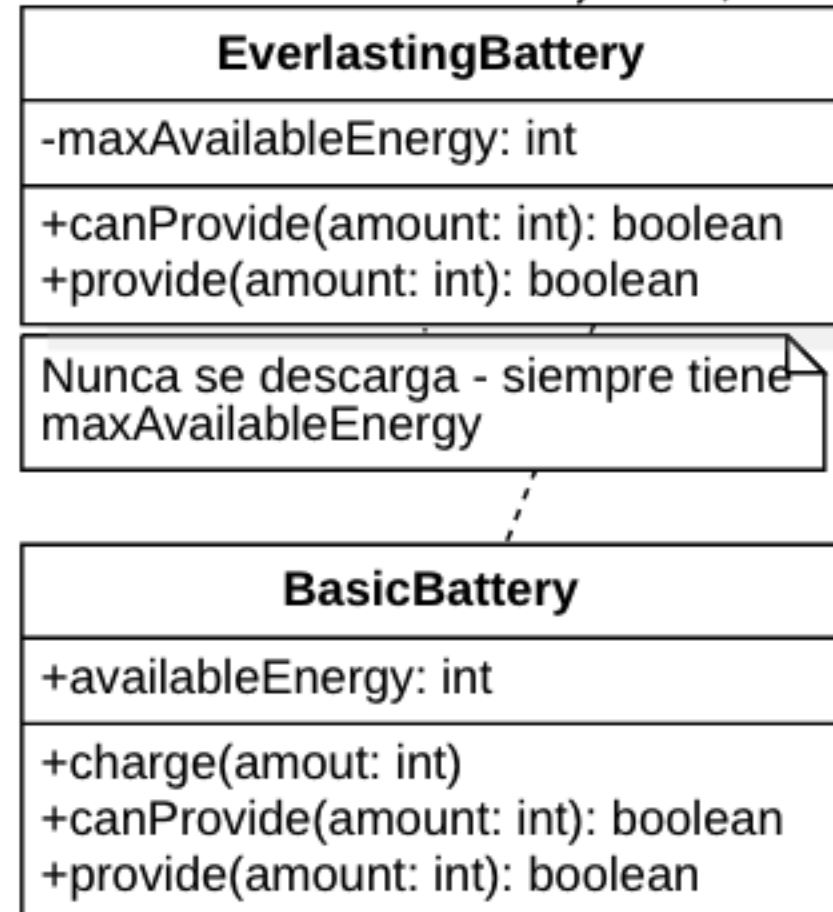 EverlastingBattery
-maxAvailableEnergy: int
+canProvide(amount: int): boolean
+provide(amount: int): boolean
Nunca se descarga - siempre tiene
maxAvailableEnergy
BasicBattery
+availableEnergy: int
+charge(amout: int)
+canProvide(amount: int): boolean
+provide(amount: int): boolean